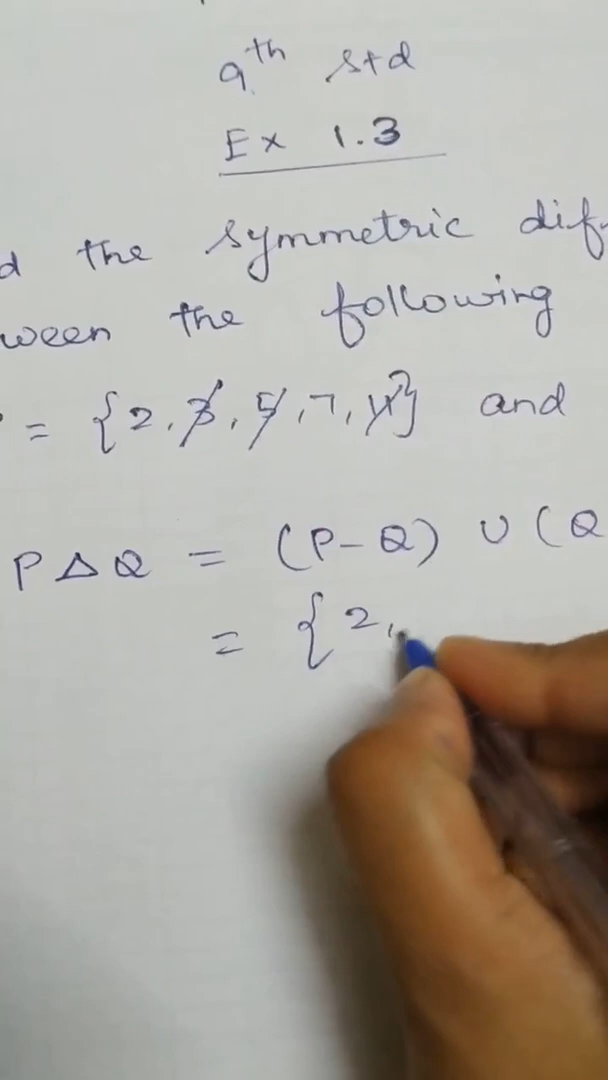 9th std
Ex 1.3
d the symmetric dif
ween the following
= {2, 3, 5, 7, 11} and
P Δ Q = (P - Q) ∪ (Q
= { 2,